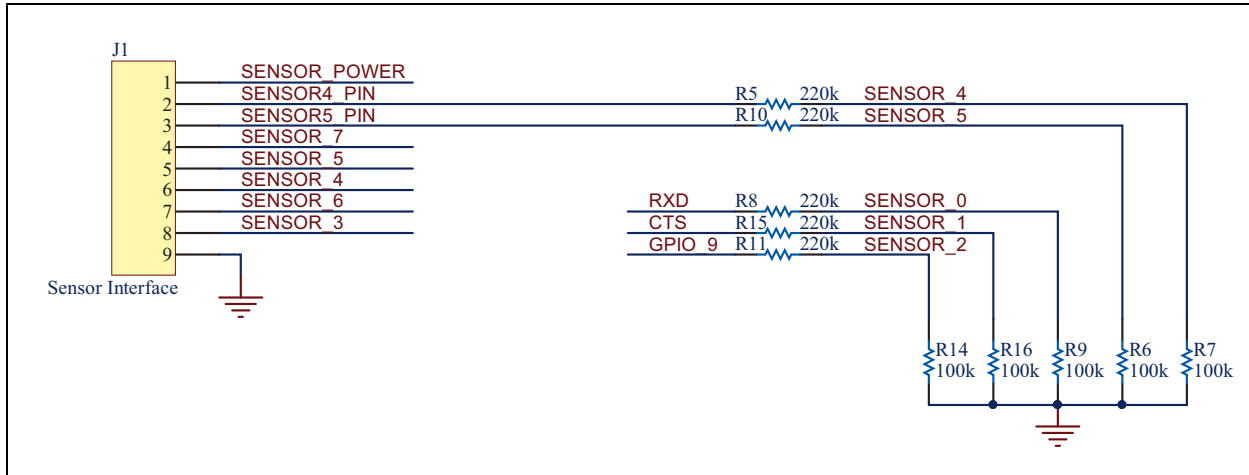 J1
1 SENSOR_POWER
2 SENSOR4_PIN R5 220k SENSOR_4
3 SENSOR5_PIN R10 220k SENSOR_5
4 SENSOR_7
5 SENSOR_5
6 SENSOR_4
7 SENSOR_6 RXD R8 220k SENSOR_0
8 SENSOR_3 CTS R15 220k SENSOR_1
9 GPIO_9 R11 220k SENSOR_2
Sensor Interface
R14 R16 R9 R6 R7
100k 100k 100k 100k 100k